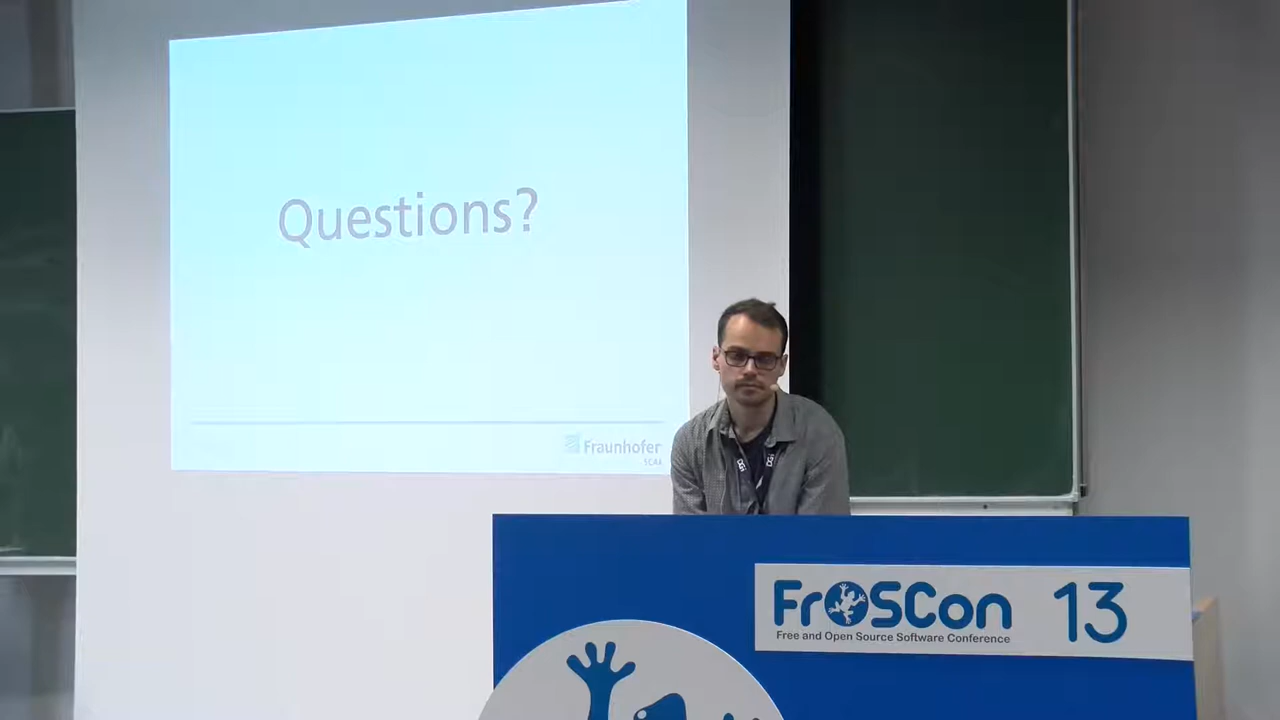 Questions?
Fraunhofer
SCAI
FrOSCon 13
Free and Open Source Software Conference